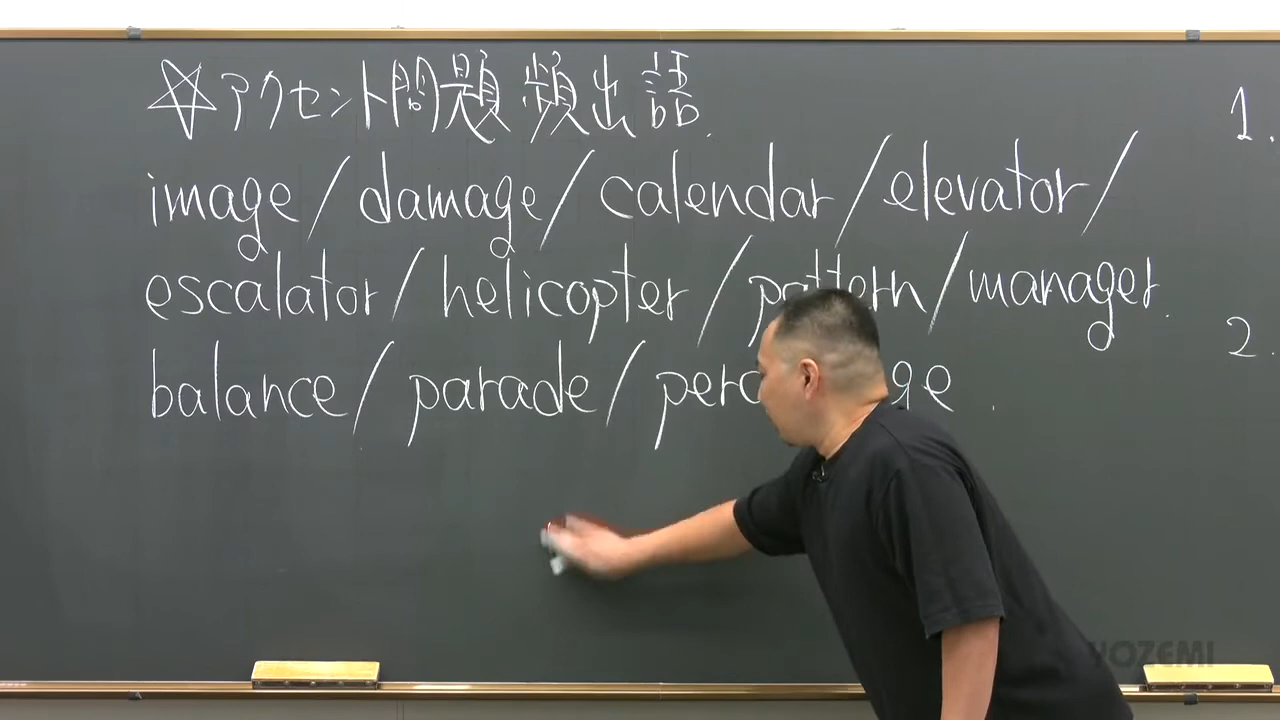 ☆アクセント問題頻出語.
image/damage/calendar/elevator/
escalator/helicopter/pattern/manager.
balance/parade/
1.
2.
YOZEMI